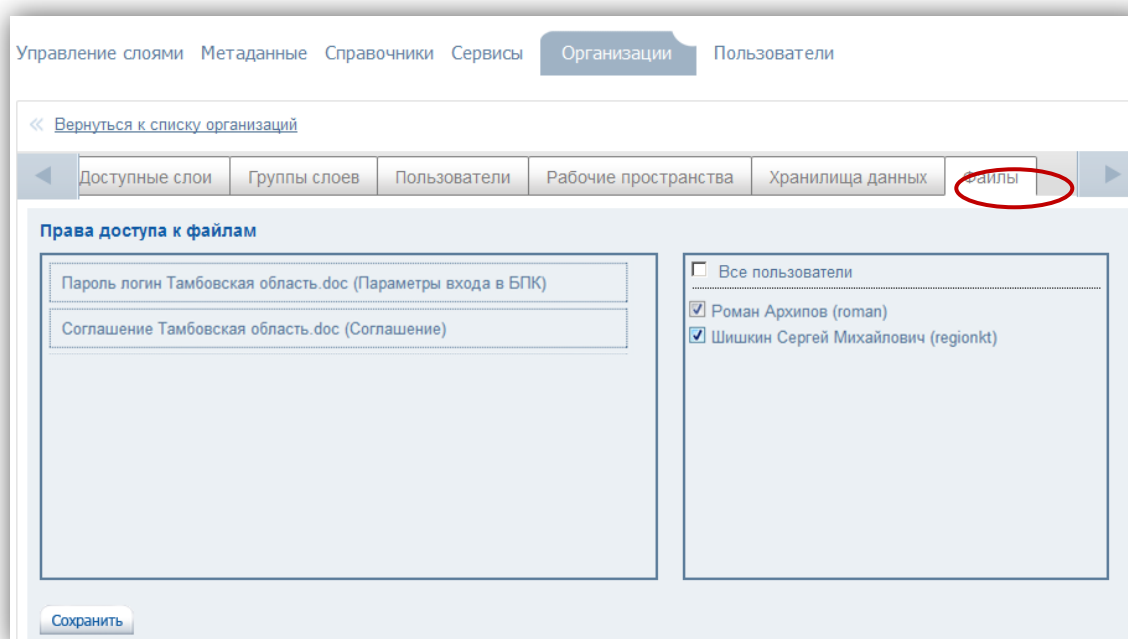 Управление слоями Метаданные Справочники Сервисы Организации Пользователи
« Вернуться к списку организаций
Доступные слои Группы слоев Пользователи Рабочие пространства Хранилища данных Файлы
Права доступа к файлам
Пароль логин Тамбовская область.doc (Параметры входа в БПК)
Соглашение Тамбовская область.doc (Соглашение)
Все пользователи
Роман Архипов (roman)
Шишкин Сергей Михайлович (regionkt)
Сохранить